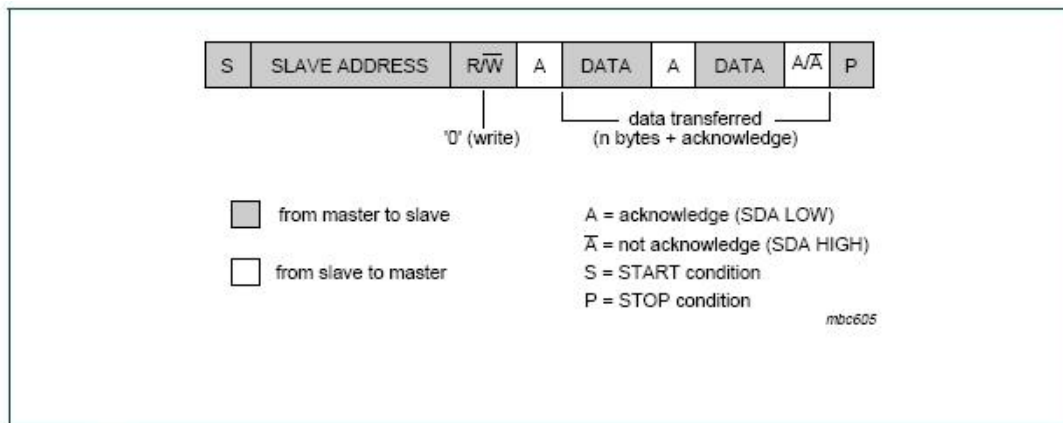 S SLAVE ADDRESS R/W̅ A DATA A DATA A/A̅ P
'0' (write)
data transferred
(n bytes + acknowledge)
from master to slave
from slave to master
A = acknowledge (SDA LOW)
A̅ = not acknowledge (SDA HIGH)
S = START condition
P = STOP condition
mbc605